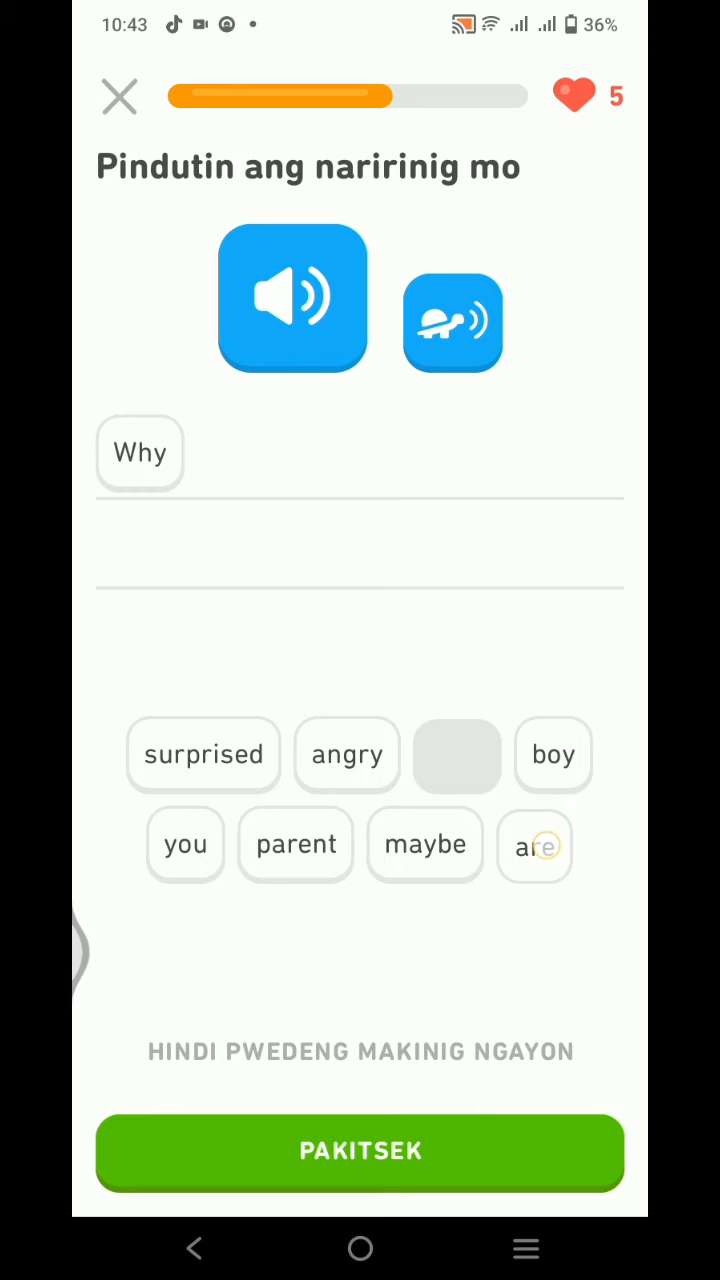 10:43 36%
5
Pindutin ang naririnig mo
Why
surprised angry boy
you parent maybe are
HINDI PWEDENG MAKINIG NGAYON
PAKITSEK